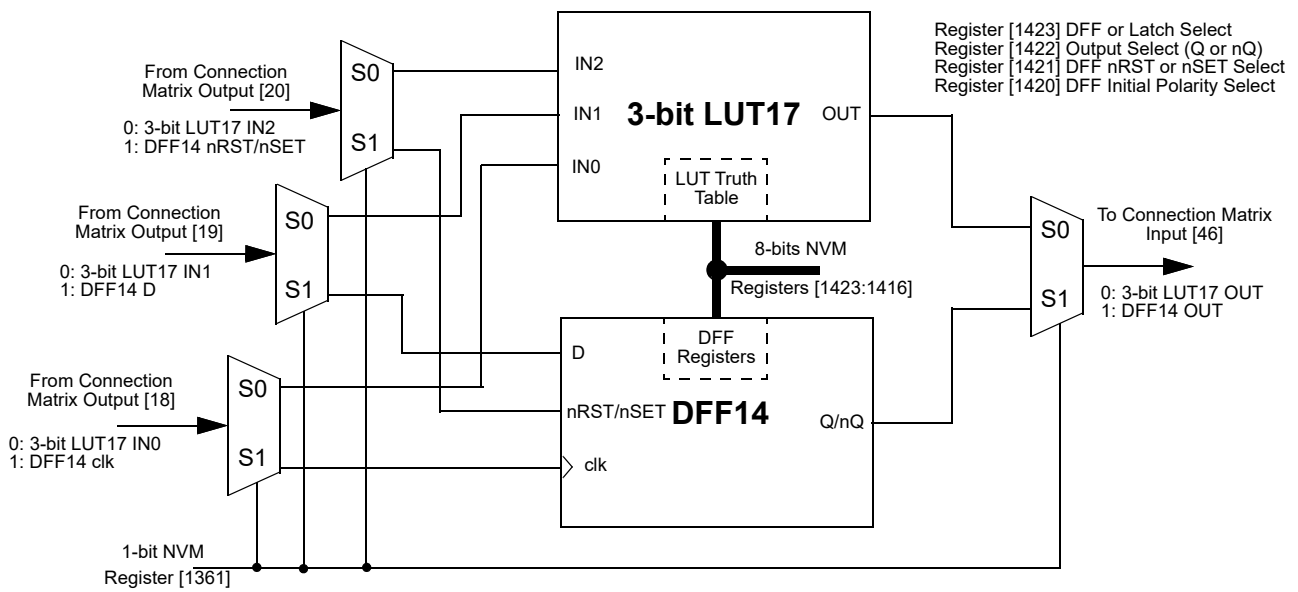 Register [1423] DFF or Latch Select
Register [1422] Output Select (Q or nQ)
Register [1421] DFF nRST or nSET Select
Register [1420] DFF Initial Polarity Select
From Connection
Matrix Output [20]
0: 3-bit LUT17 IN2
1: DFF14 nRST/nSET
S0
S1
IN2
IN1
IN0
3-bit LUT17
OUT
LUT Truth
Table
From Connection
Matrix Output [19]
0: 3-bit LUT17 IN1
1: DFF14 D
S0
S1
8-bits NVM
Registers [1423:1416]
To Connection Matrix
Input [46]
0: 3-bit LUT17 OUT
1: DFF14 OUT
S0
S1
From Connection
Matrix Output [18]
0: 3-bit LUT17 IN0
1: DFF14 clk
S0
S1
DFF
Registers
D
nRST/nSET
DFF14
Q/nQ
clk
1-bit NVM
Register [1361]